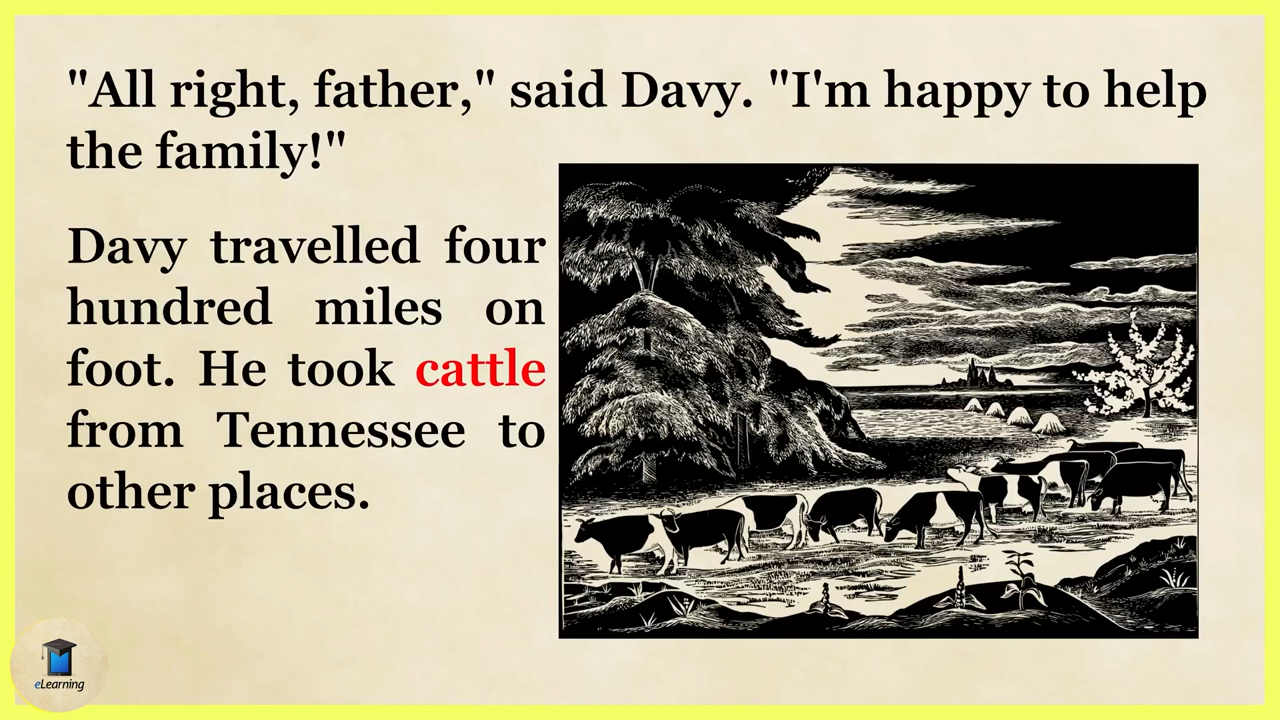 "All right, father," said Davy. "I'm happy to help
the family!"
Davy travelled four
hundred miles on
foot. He took cattle
from Tennessee to
other places.
eLearning